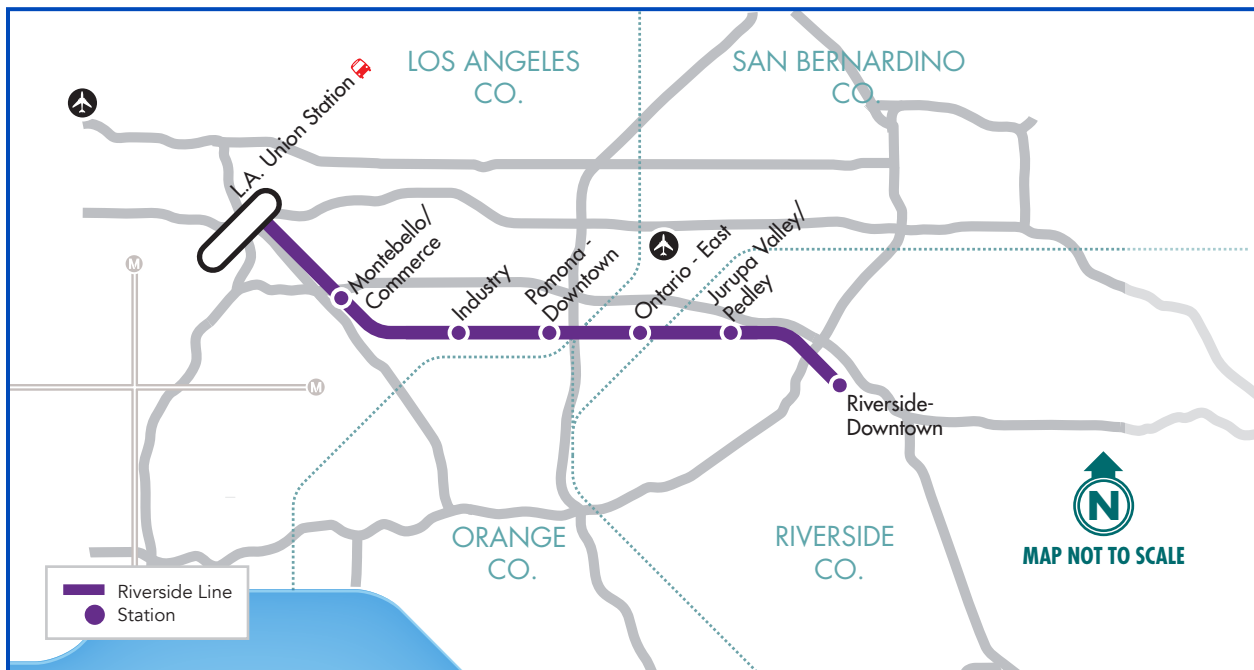 LOS ANGELES
CO.
SAN BERNARDINO
CO.
L.A. Union Station
Montebello/
Commerce
Industry
Pomona -
Downtown
Ontario - East
Jurupa Valley/
Pedley
Riverside-
Downtown
M
M
ORANGE
CO.
RIVERSIDE
CO.
N
MAP NOT TO SCALE
Riverside Line
Station